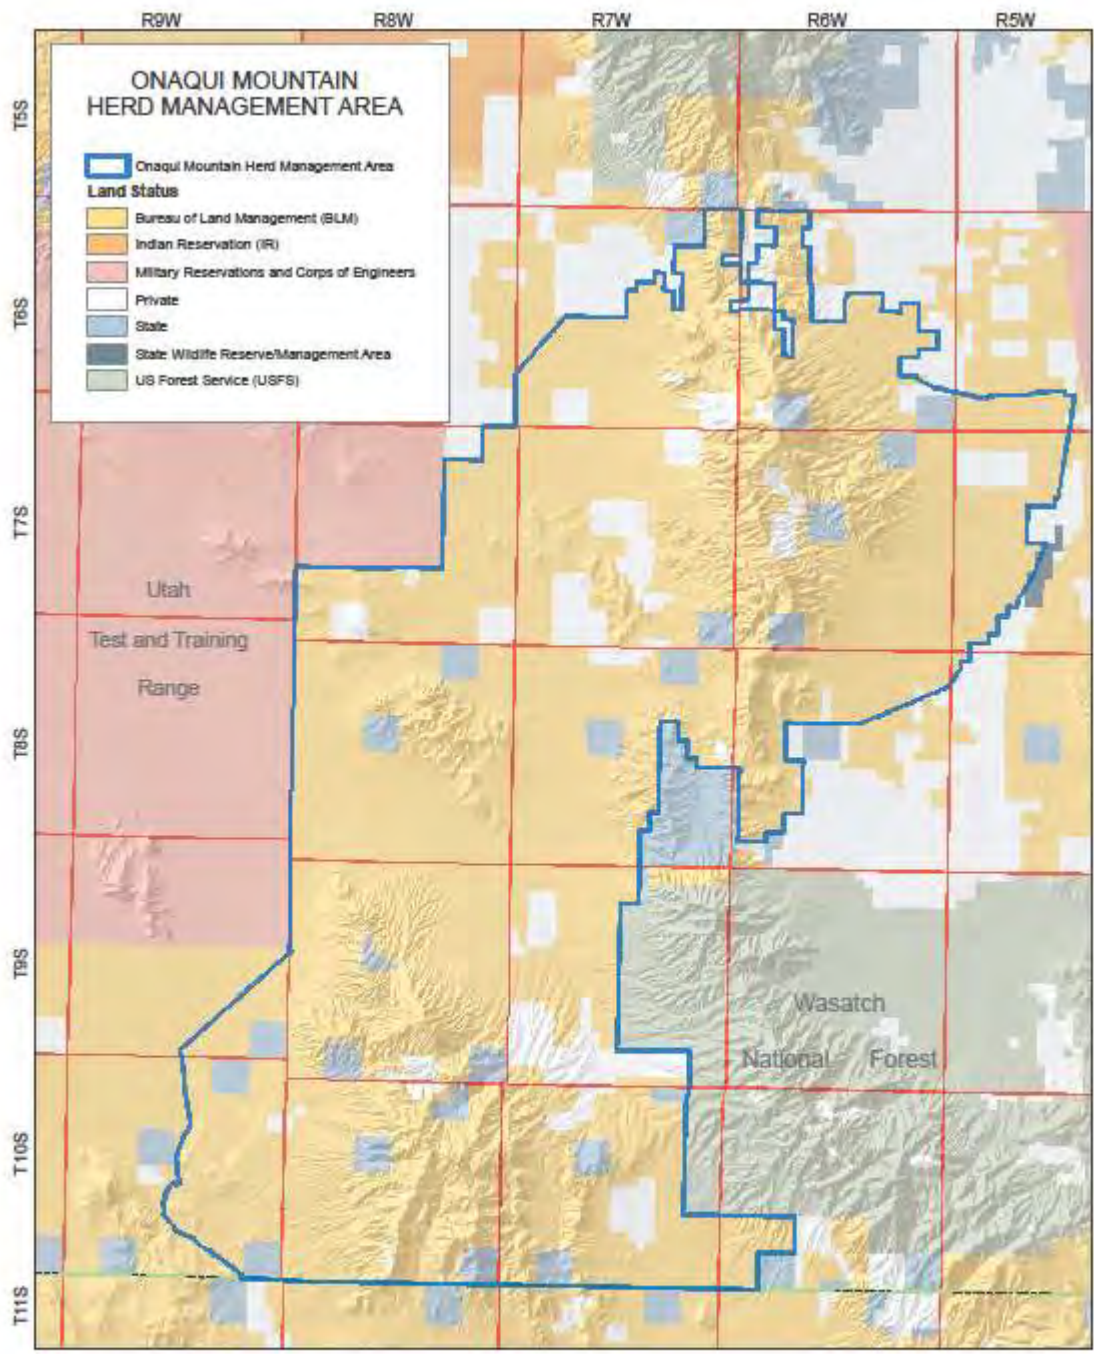 R9W R8W R7W R6W R5W
ONAQUI MOUNTAIN
HERD MANAGEMENT AREA
Onaqui Mountain Herd Management Area
Land Status
Bureau of Land Management (BLM)
Indian Reservation (IR)
Military Reservations and Corps of Engineers
Private
State
State Wildlife Reserve/Management Area
US Forest Service (USFS)
T5S
T6S
T7S
T8S
T9S
T10S
T11S
Utah
Test and Training
Range
Wasatch
National Forest